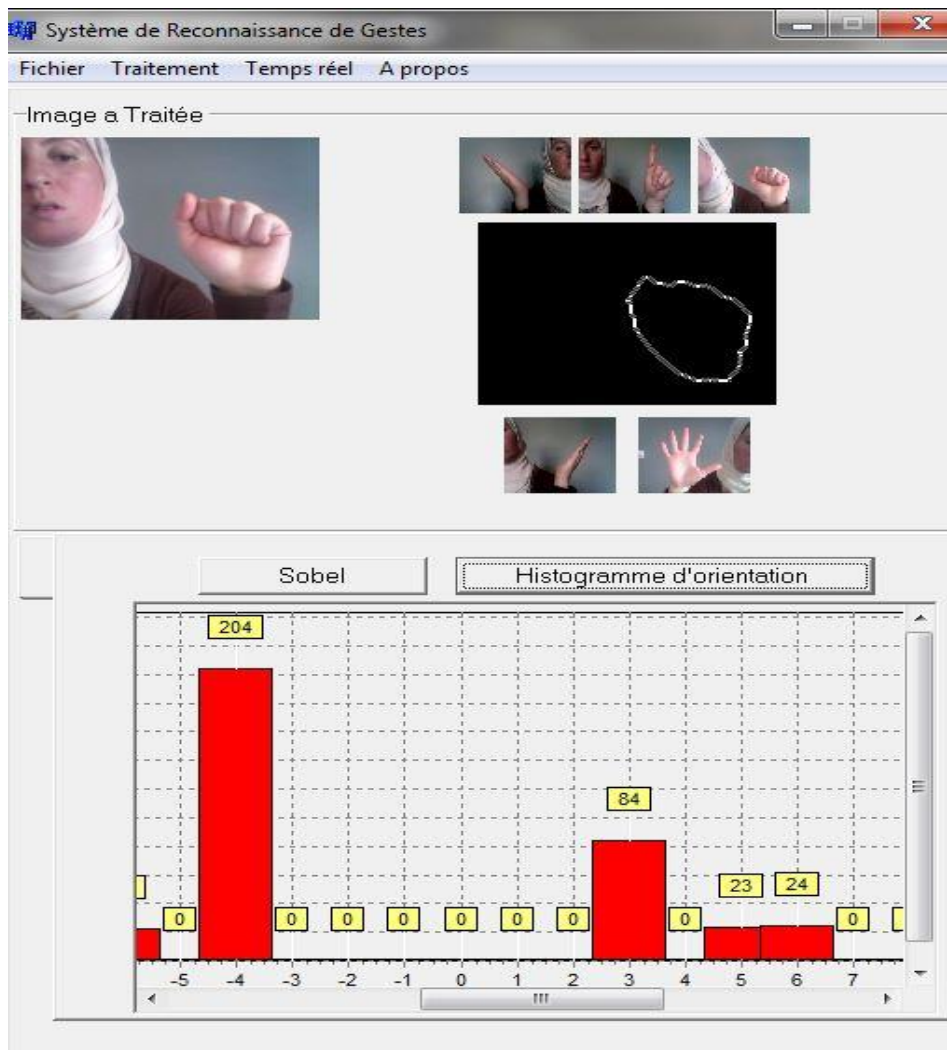 Système de Reconnaissance de Gestes
Fichier Traitement Temps réel A propos
Image a Traitée
Sobel Histogramme d'orientation
204
84
23 24
0 0 0 0 0 0 0 0 0
-5 -4 -3 -2 -1 0 1 2 3 4 5 6 7